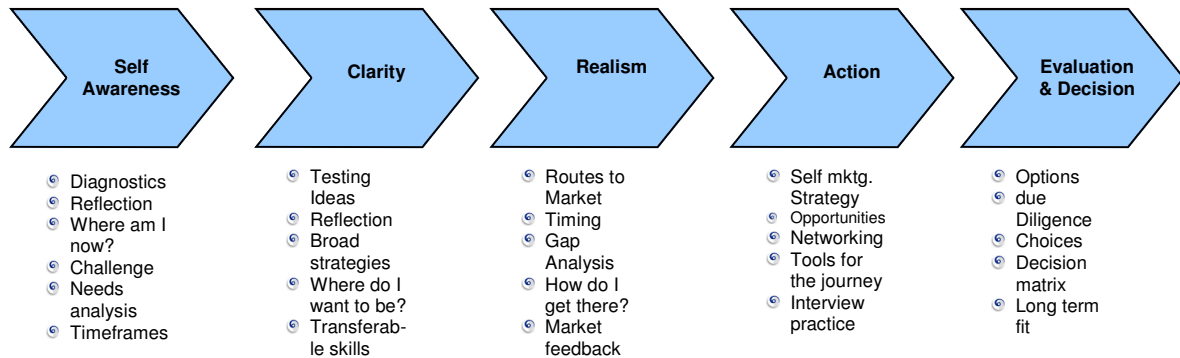 Self
Awareness
Clarity
Realism
Action
Evaluation
& Decision
Diagnostics
Reflection
Where am I
now?
Challenge
Needs
analysis
Timeframes
Testing
Ideas
Reflection
Broad
strategies
Where do I
want to be?
Transferab-
le skills
Routes to
Market
Timing
Gap
Analysis
How do I
get there?
Market
feedback
Self mktg.
Strategy
Opportunities
Networking
Tools for
the journey
Interview
practice
Options
due
Diligence
Choices
Decision
matrix
Long term
fit